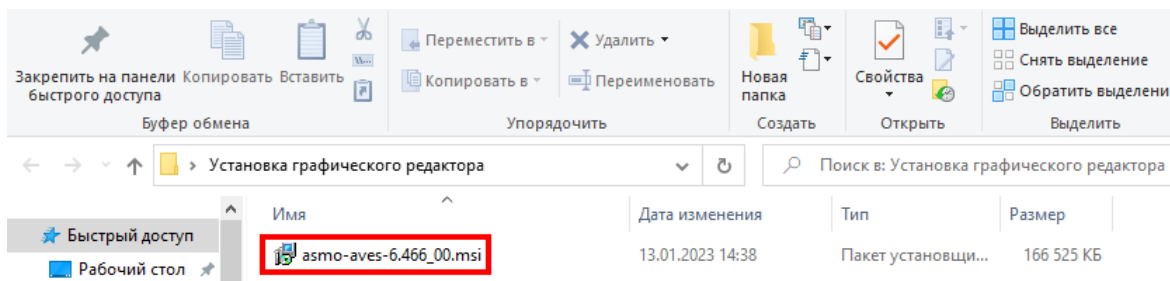 Переместить в
Удалить
Выделить все
Снять выделение
Закрепить на панели
быстрого доступа
Копировать
Вставить
Копировать в
Переименовать
Новая
папка
Свойства
Обратить выделени
Буфер обмена
Упорядочить
Создать
Открыть
Выделить
Установка графического редактора
Поиск в: Установка графического редактора
Имя
Дата изменения
Тип
Размер
Быстрый доступ
Рабочий стол
asmo-aves-6.466_00.msi
13.01.2023 14:38
Пакет установщи...
166 525 КБ